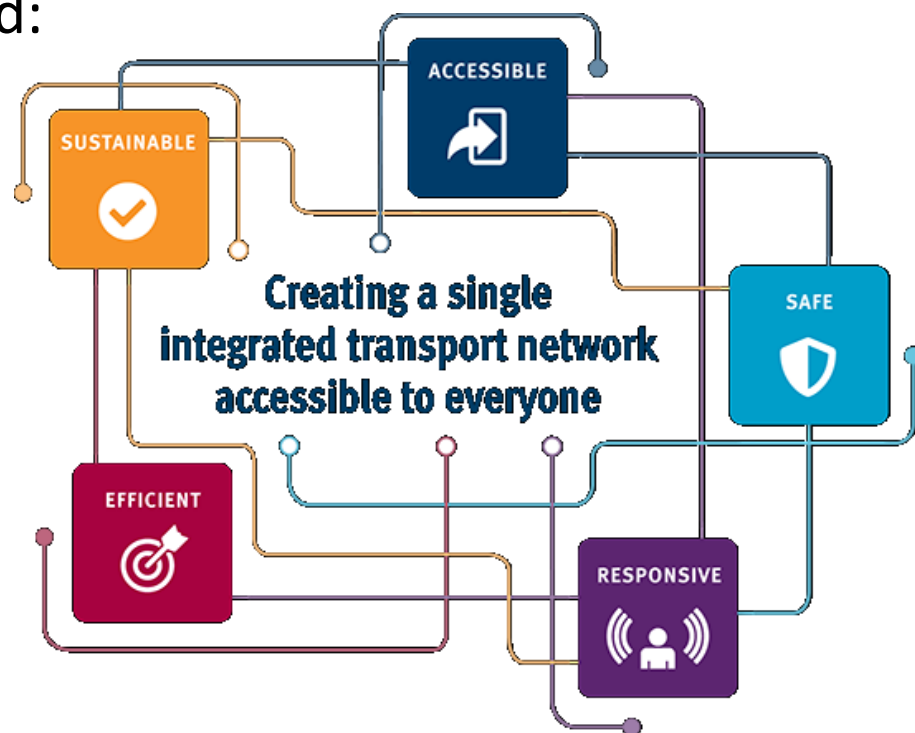 d:
ACCESSIBLE
SUSTAINABLE
Creating a single
integrated transport network
accessible to everyone
SAFE
EFFICIENT
RESPONSIVE